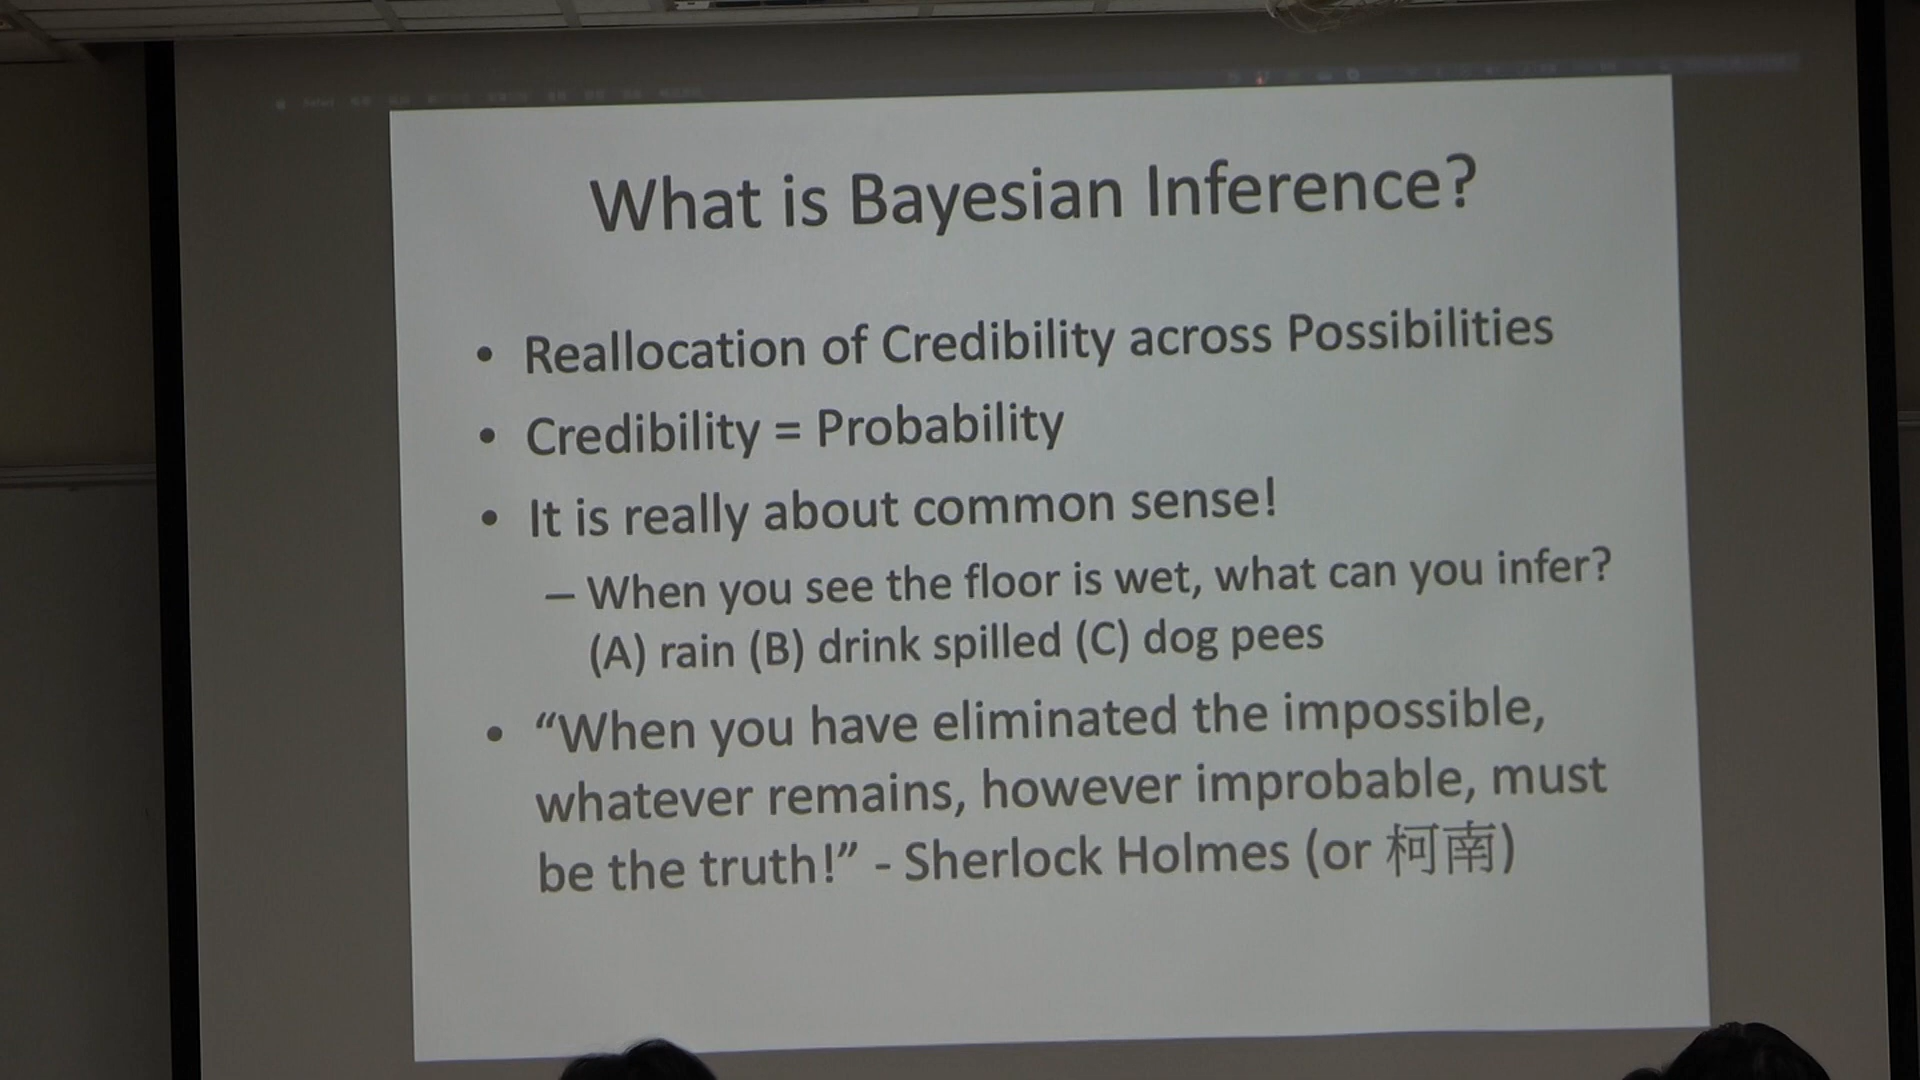 What is Bayesian Inference?
• Reallocation of Credibility across Possibilities
• Credibility = Probability
• It is really about common sense!
– When you see the floor is wet, what can you infer?
(A) rain (B) drink spilled (C) dog pees
• “When you have eliminated the impossible,
whatever remains, however improbable, must
be the truth!” - Sherlock Holmes (or 柯南)